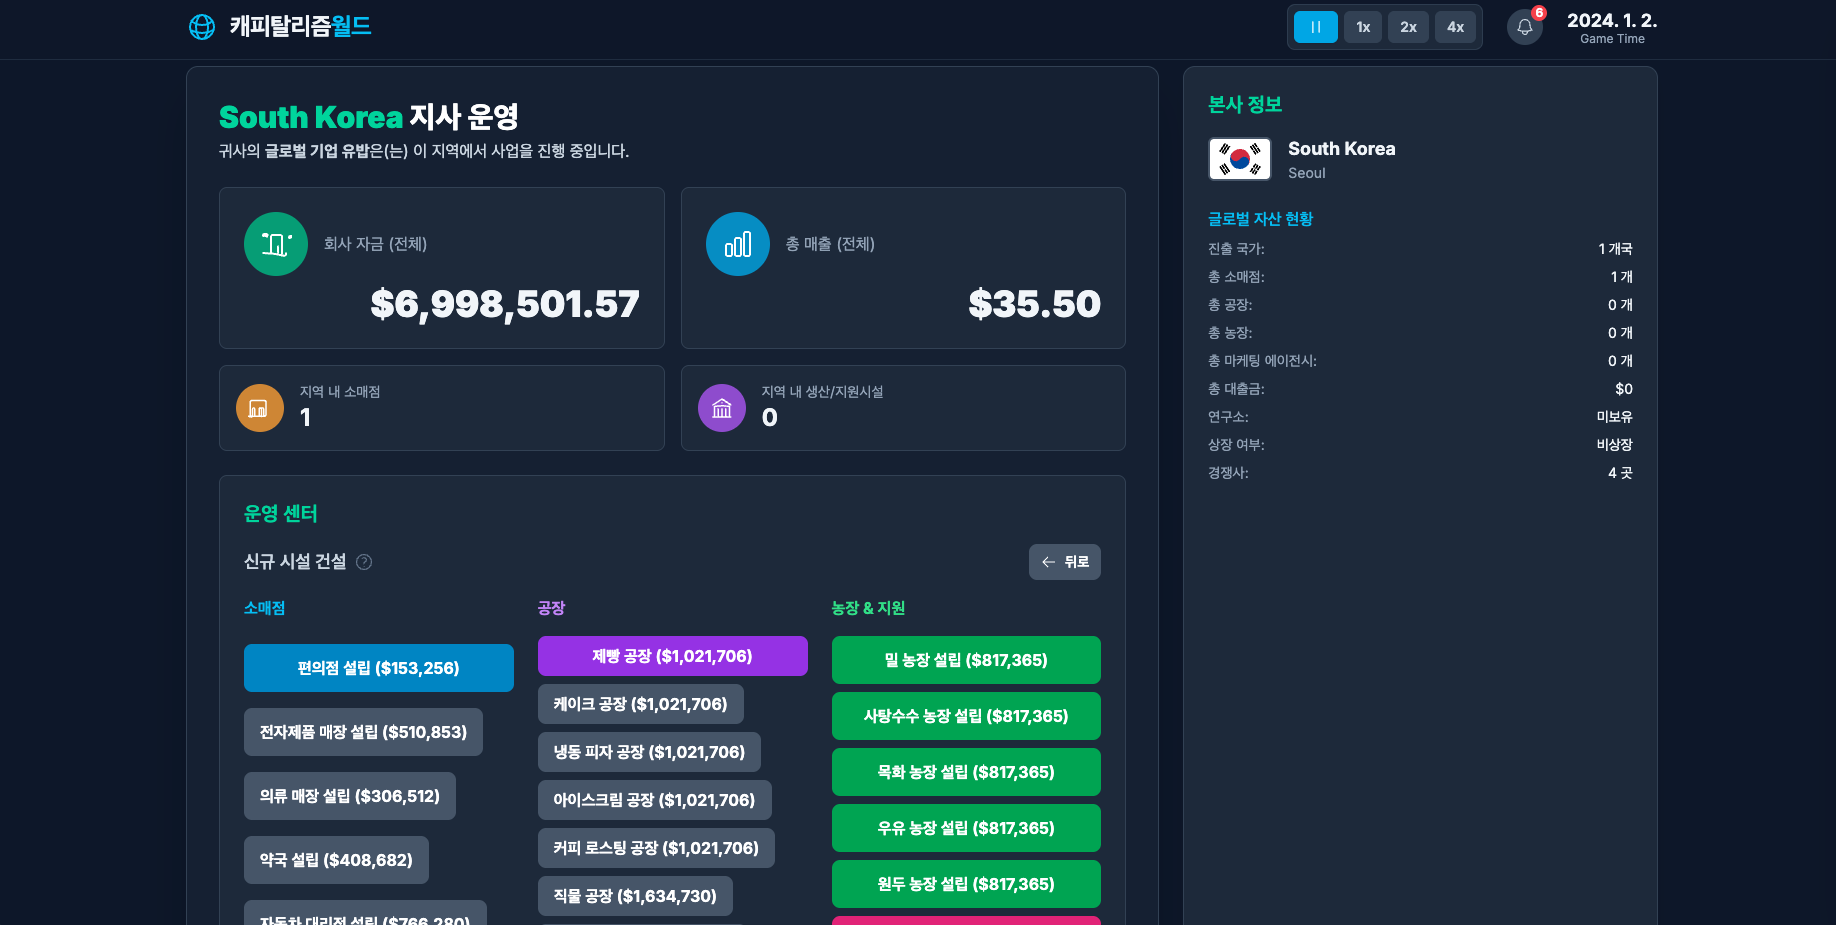 캐피탈리즘월드
1x
2x
4x
6
2024. 1. 2.
Game Time
South Korea 지사 운영
귀사의 글로벌 기업 유밥은(는) 이 지역에서 사업을 진행 중입니다.
회사 자금 (전체)
$6,998,501.57
총 매출 (전체)
$35.50
지역 내 소매점
1
지역 내 생산/지원시설
0
운영 센터
신규 시설 건설
?
뒤로
소매점
편의점 설립 ($153,256)
전자제품 매장 설립 ($510,853)
의류 매장 설립 ($306,512)
약국 설립 ($408,682)
자동차 대리점 설립 ($766,280)
공장
제빵 공장 ($1,021,706)
케이크 공장 ($1,021,706)
냉동 피자 공장 ($1,021,706)
아이스크림 공장 ($1,021,706)
커피 로스팅 공장 ($1,021,706)
직물 공장 ($1,634,730)
농장 & 지원
밀 농장 설립 ($817,365)
사탕수수 농장 설립 ($817,365)
목화 농장 설립 ($817,365)
우유 농장 설립 ($817,365)
원두 농장 설립 ($817,365)
본사 정보
South Korea
Seoul
글로벌 자산 현황
진출 국가: 1 개국
총 소매점: 1 개
총 공장: 0 개
총 농장: 0 개
총 마케팅 에이전시: 0 개
총 대출금: $0
연구소: 미보유
상장 여부: 비상장
경쟁사: 4 곳